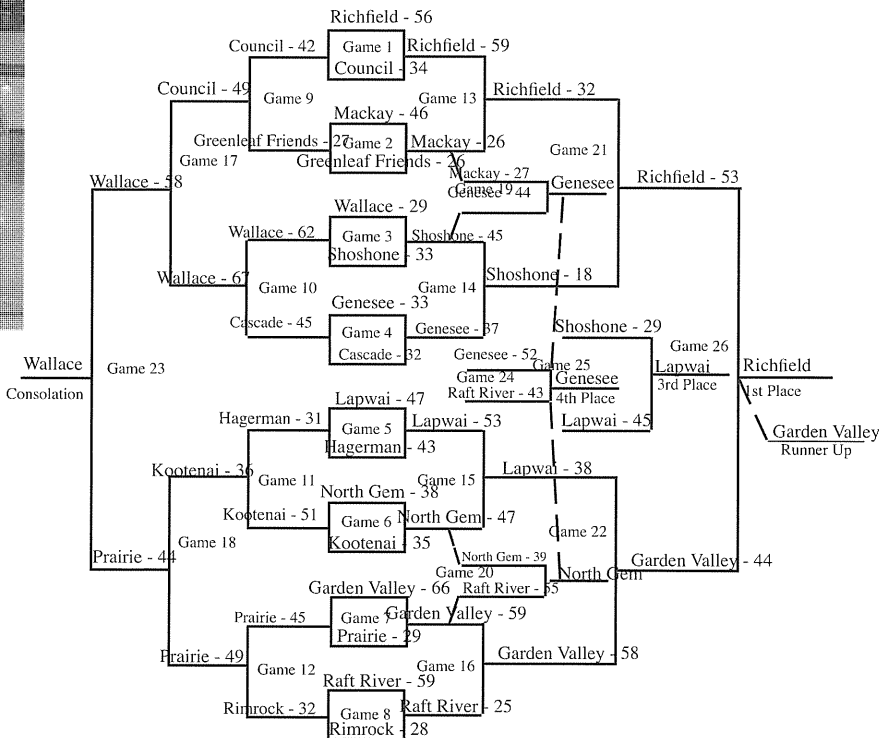 Richfield - 56
Council - 42
Game 1
Richfield - 59
Council - 34
Council - 49
Game 9
Game 13
Richfield - 32
Mackay - 46
Greenleaf Friends - 27
Game 2
Mackay - 26
Game 21
Game 17
Greenleaf Friends - 26
Mackay - 27
Game 19
Genesee - 44
Genesee
Richfield - 53
Wallace - 58
Wallace - 29
Wallace - 62
Game 3
Shoshone - 45
Shoshone - 33
Wallace - 67
Game 10
Game 14
Shoshone - 18
Genesee - 33
Cascade - 45
Game 4
Genesee - 37
Shoshone - 29
Cascade - 32
Game 26
Wallace
Game 23
Genesee - 52
Game 25
Lapwai
Richfield
Consolation
Game 24
Genesee
3rd Place
1st Place
Raft River - 43
4th Place
Lapwai - 47
Hagerman - 31
Game 5
Lapwai - 53
Lapwai - 45
Garden Valley
Hagerman - 43
Runner Up
Kootenai - 36
Game 11
Game 15
Lapwai - 38
North Gem - 38
Kootenai - 51
Game 6
North Gem - 47
Game 22
Game 18
Kootenai - 35
Prairie - 44
North Gem - 39
Game 20
North Gem
Garden Valley - 44
Garden Valley - 66
Raft River - 55
Prairie - 45
Game 7
Garden Valley - 59
Prairie - 29
Prairie - 49
Game 12
Game 16
Garden Valley - 58
Raft River - 59
Rimrock - 32
Game 8
Raft River - 25
Rimrock - 28